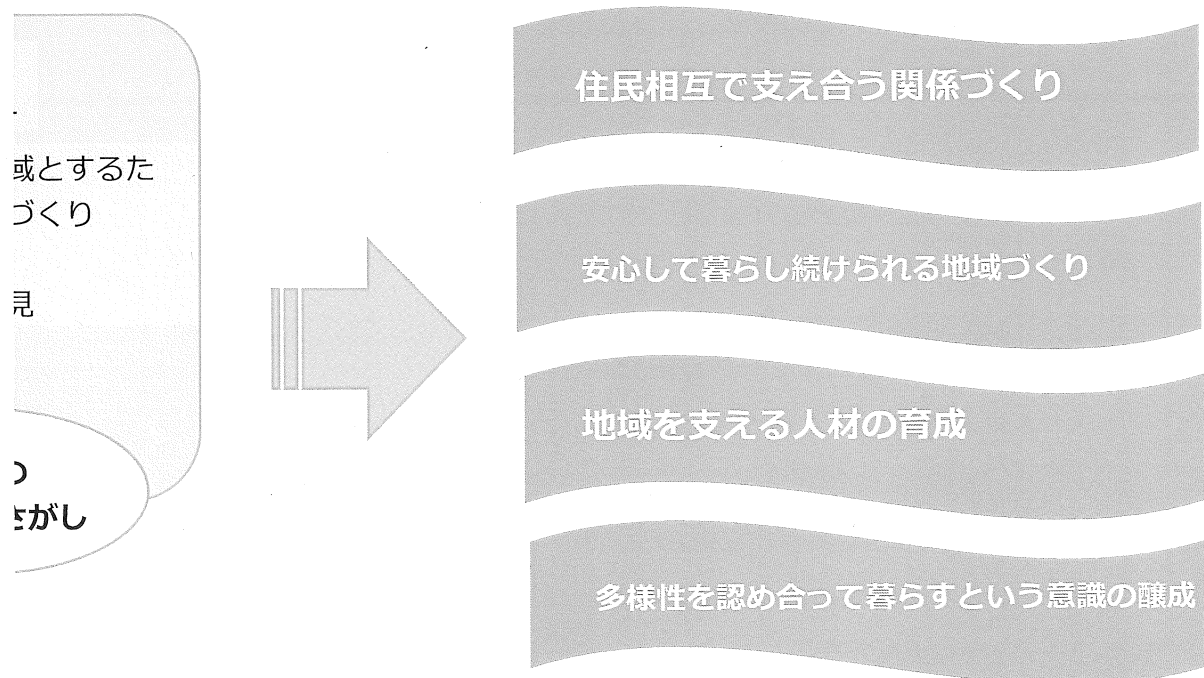 域とするた
づくり
見
の
さがし
住民相互で支え合う関係づくり
安心して暮らし続けられる地域づくり
地域を支える人材の育成
多様性を認め合って暮らすという意識の醸成